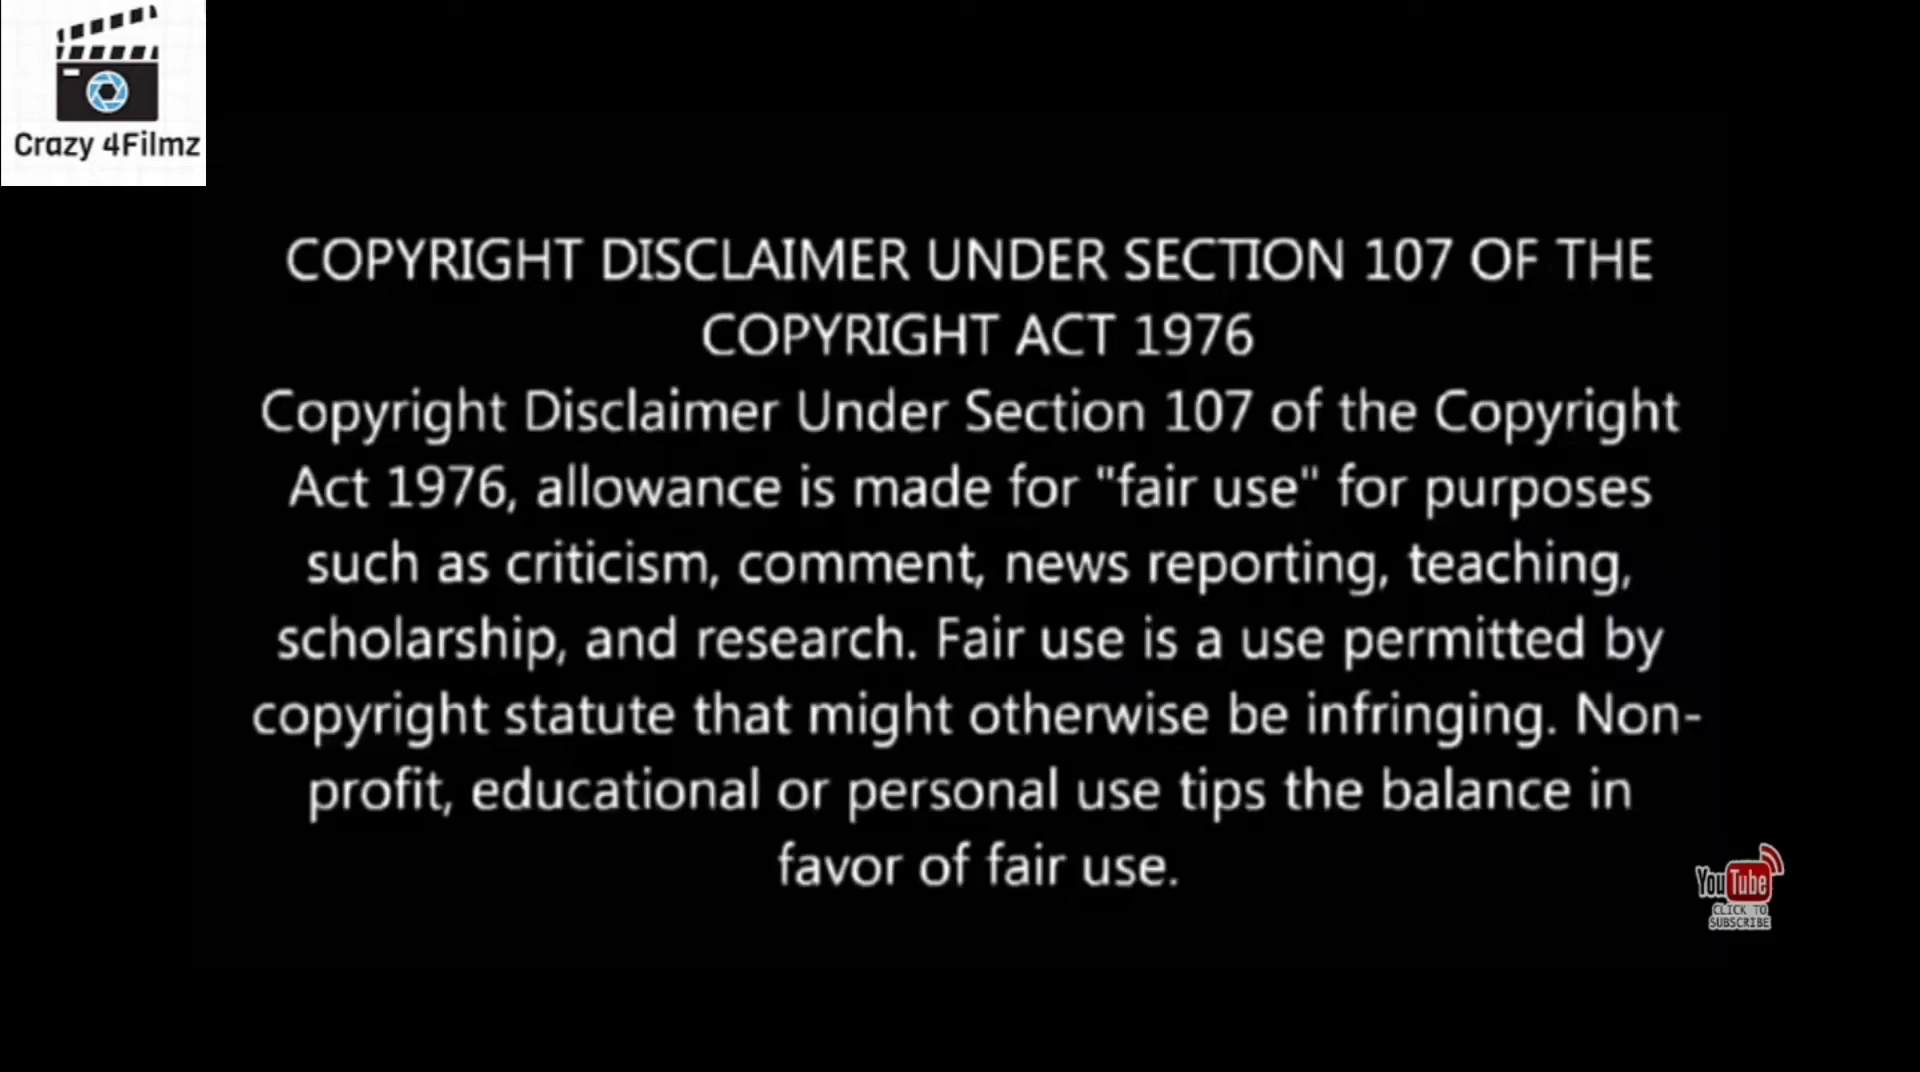 Crazy 4Filmz
COPYRIGHT DISCLAIMER UNDER SECTION 107 OF THE
COPYRIGHT ACT 1976
Copyright Disclaimer Under Section 107 of the Copyright
Act 1976, allowance is made for "fair use" for purposes
such as criticism, comment, news reporting, teaching,
scholarship, and research. Fair use is a use permitted by
copyright statute that might otherwise be infringing. Non-
profit, educational or personal use tips the balance in
favor of fair use.
YouTube
CLICK TO
SUBSCRIBE